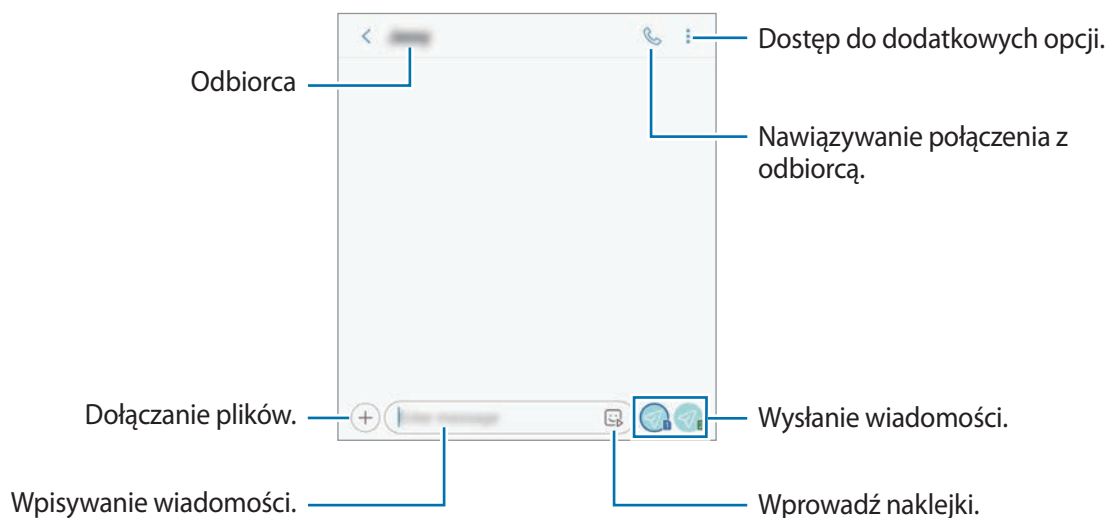 Dostęp do dodatkowych opcji.
Odbiorca
Nawiązywanie połączenia z
odbiorcą.
Dołączanie plików.
Wysłanie wiadomości.
Wpisywanie wiadomości.
Wprowadź naklejki.